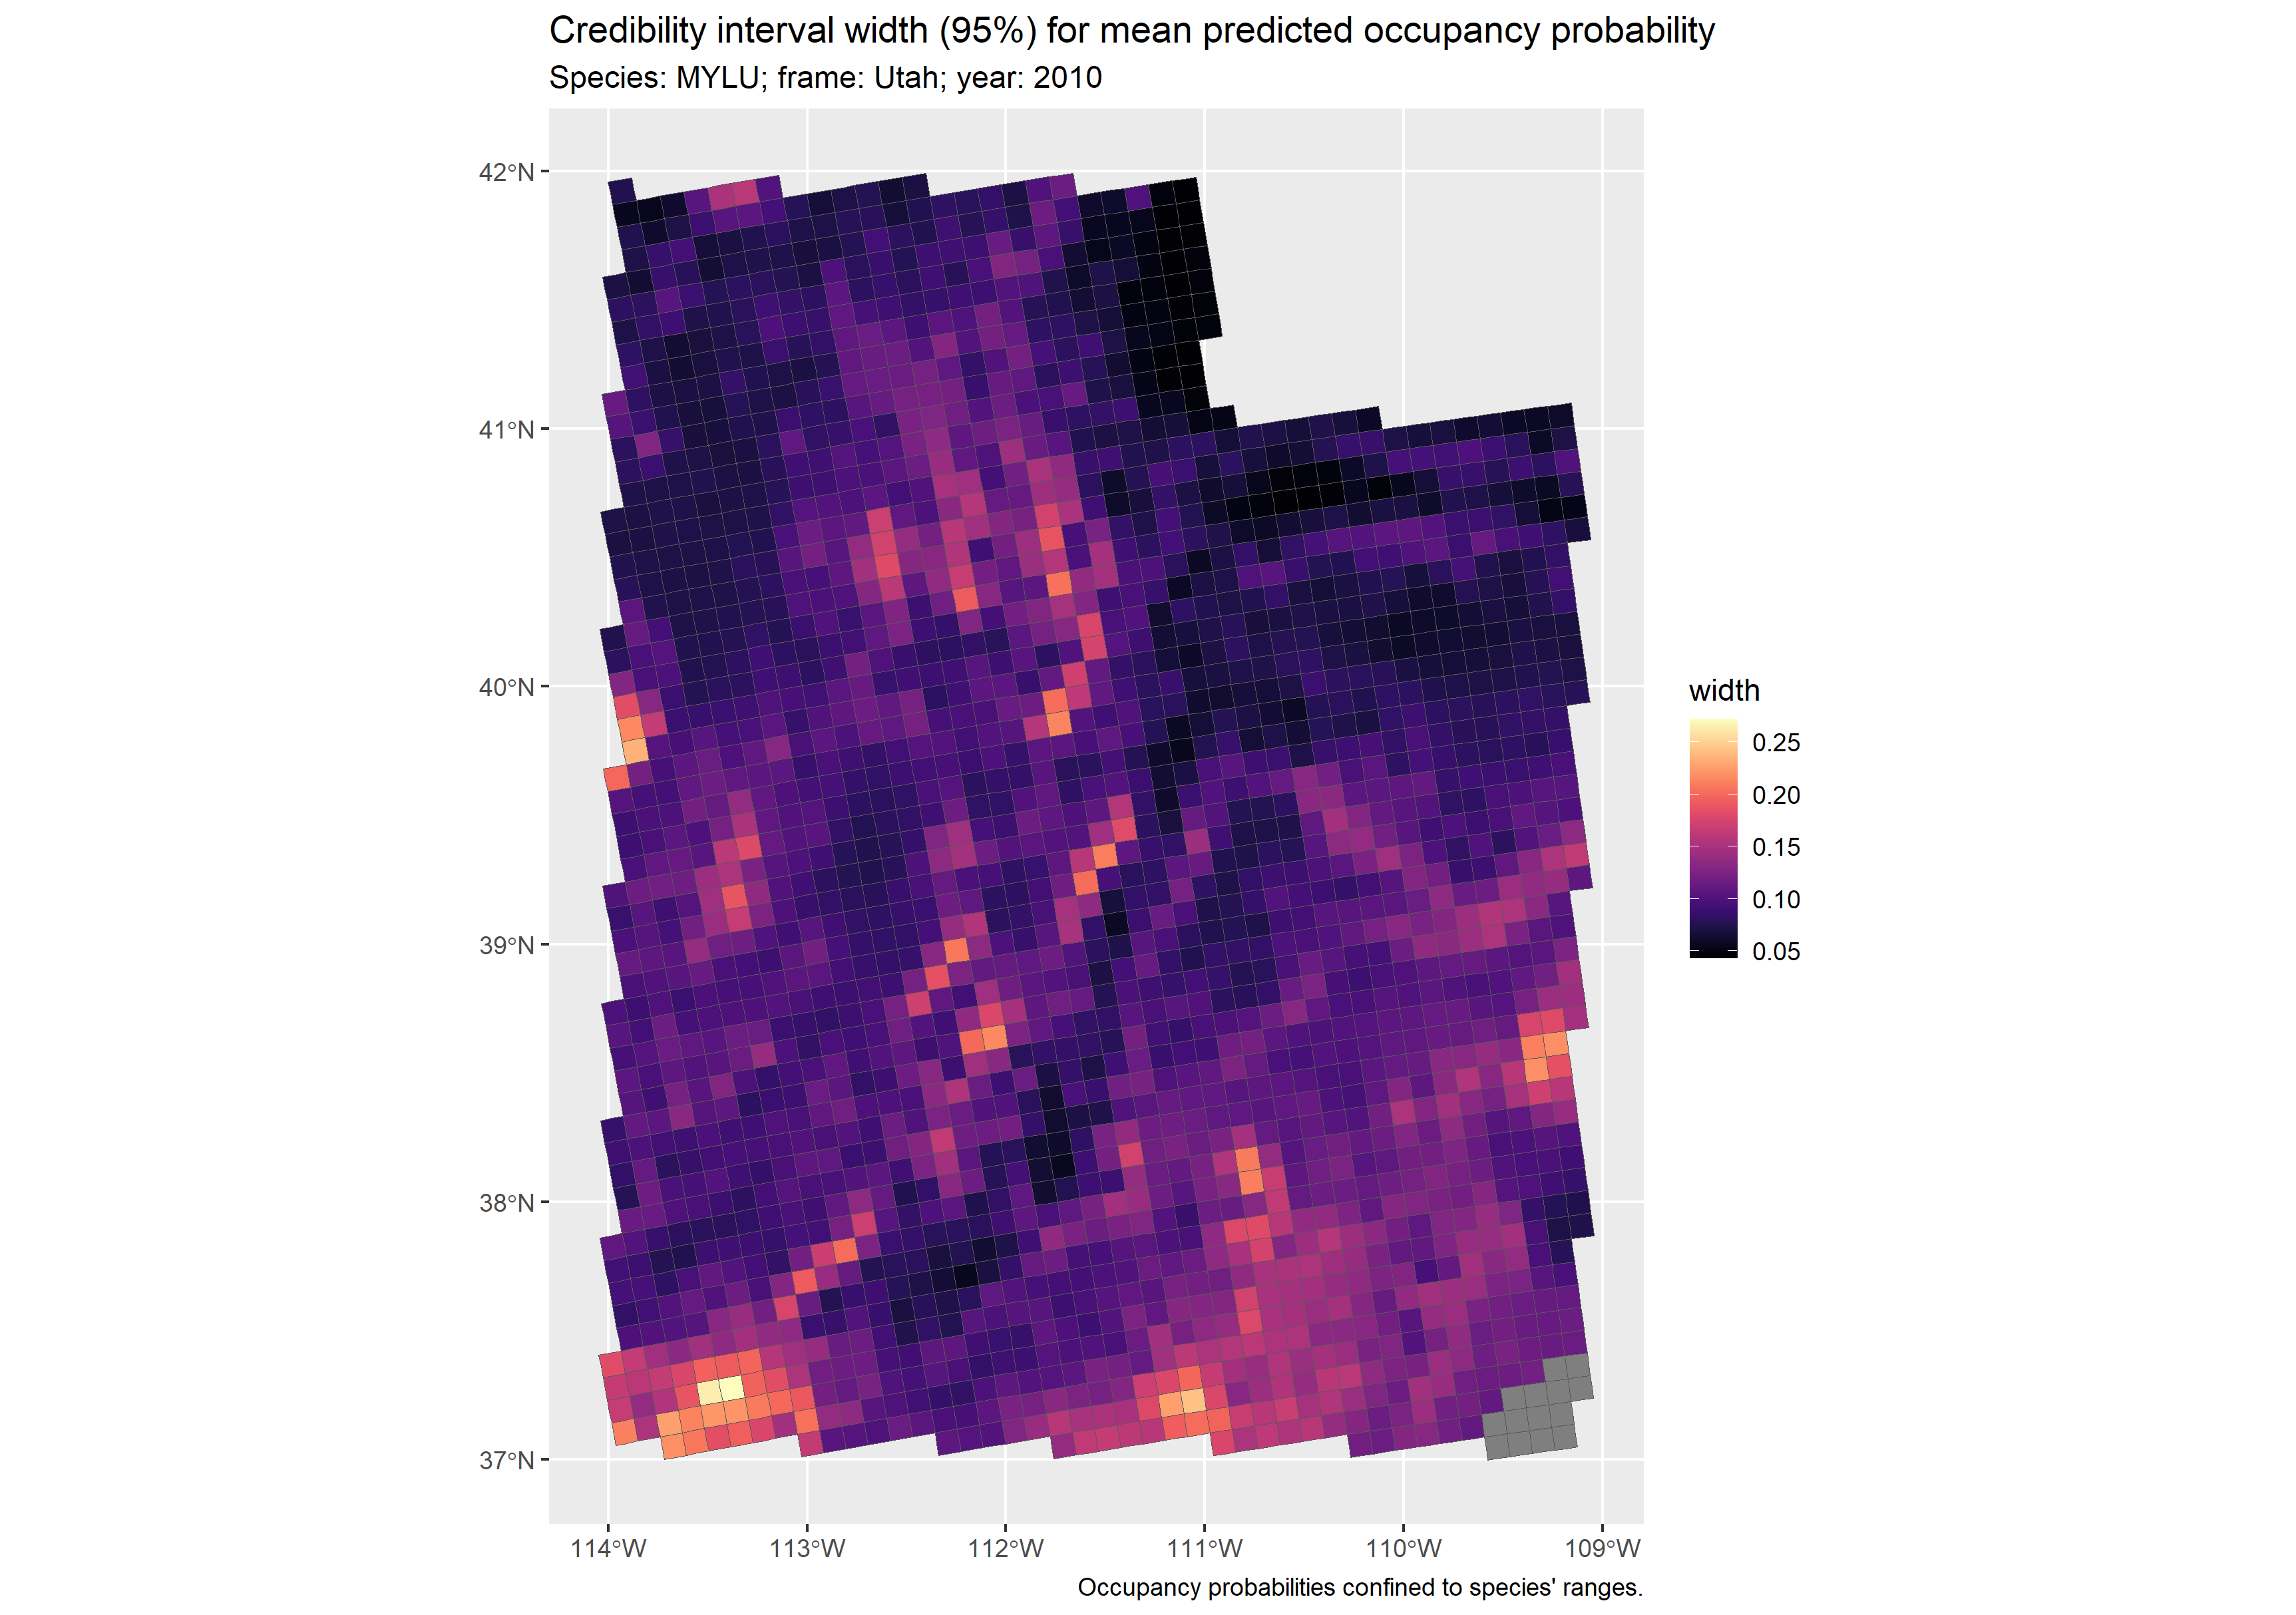 Credibility interval width (95%) for mean predicted occupancy probability
Species: MYLU; frame: Utah; year: 2010
42°N
41°N
40°N
39°N
38°N
37°N
114°W 113°W 112°W 111°W 110°W 109°W
width
0.25
0.20
0.15
0.10
0.05
Occupancy probabilities confined to species' ranges.